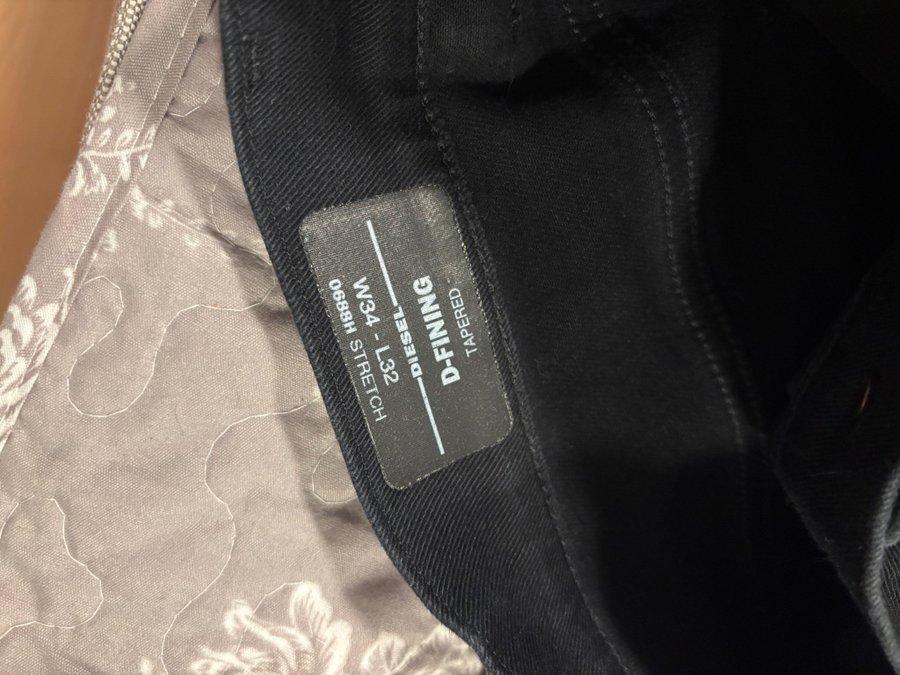 D-FINING
TAPERED
DIESEL
W34 - L32
0688H STRETCH